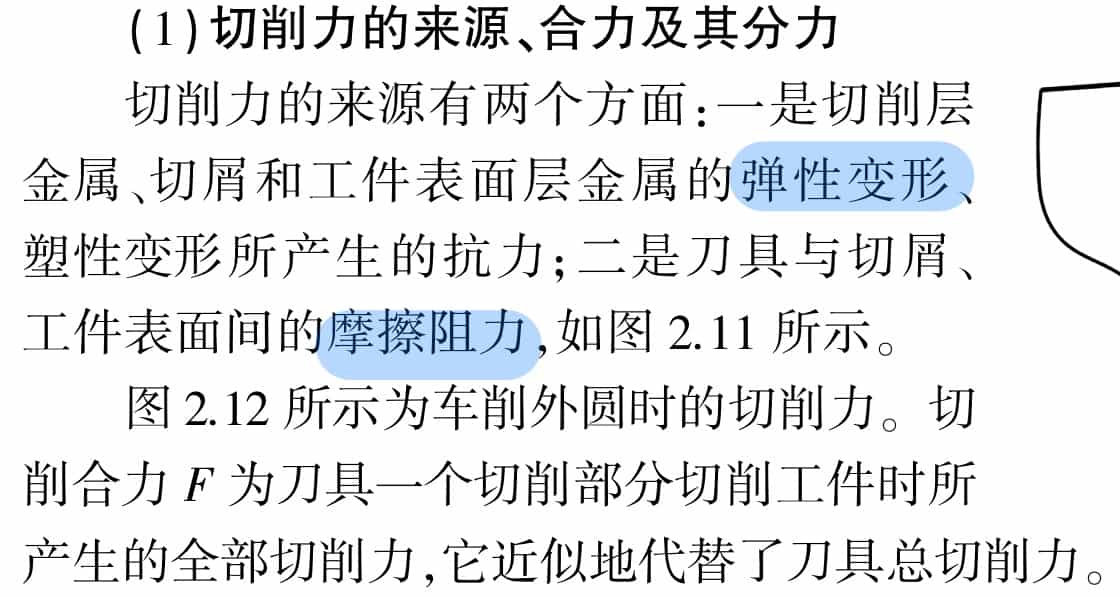 (1)切削力的来源、合力及其分力
切削力的来源有两个方面:一是切削层
金属、切屑和工件表面层金属的弹性变形、
塑性变形所产生的抗力;二是刀具与切屑、
工件表面间的摩擦阻力,如图 2.11 所示。
图 2.12 所示为车削外圆时的切削力。切
削合力 F 为刀具一个切削部分切削工件时所
产生的全部切削力,它近似地代替了刀具总切削力。